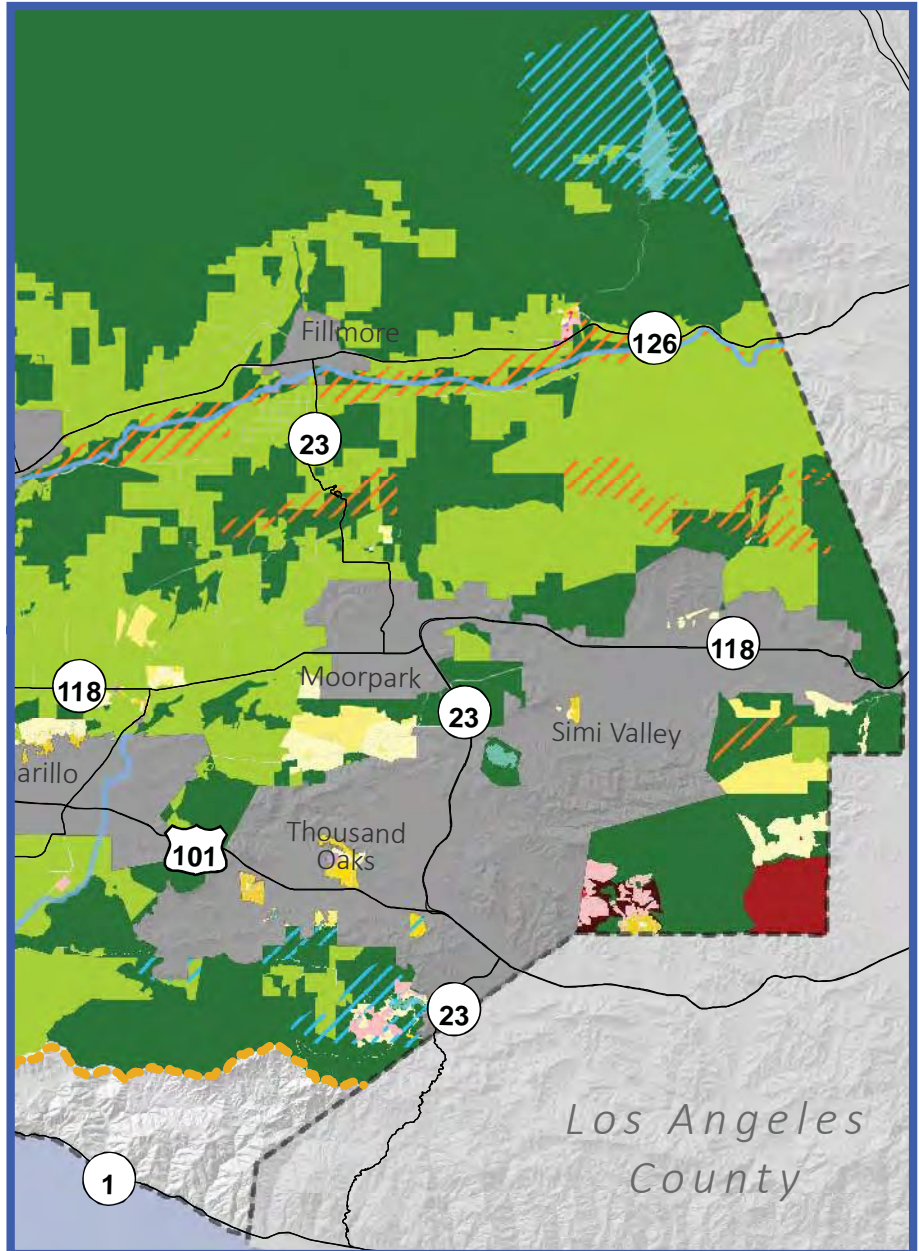 Fillmore
126
23
118
Moorpark
118
23
Simi Valley
arillo
Thousand
Oaks
101
23
Los Angeles
County
1